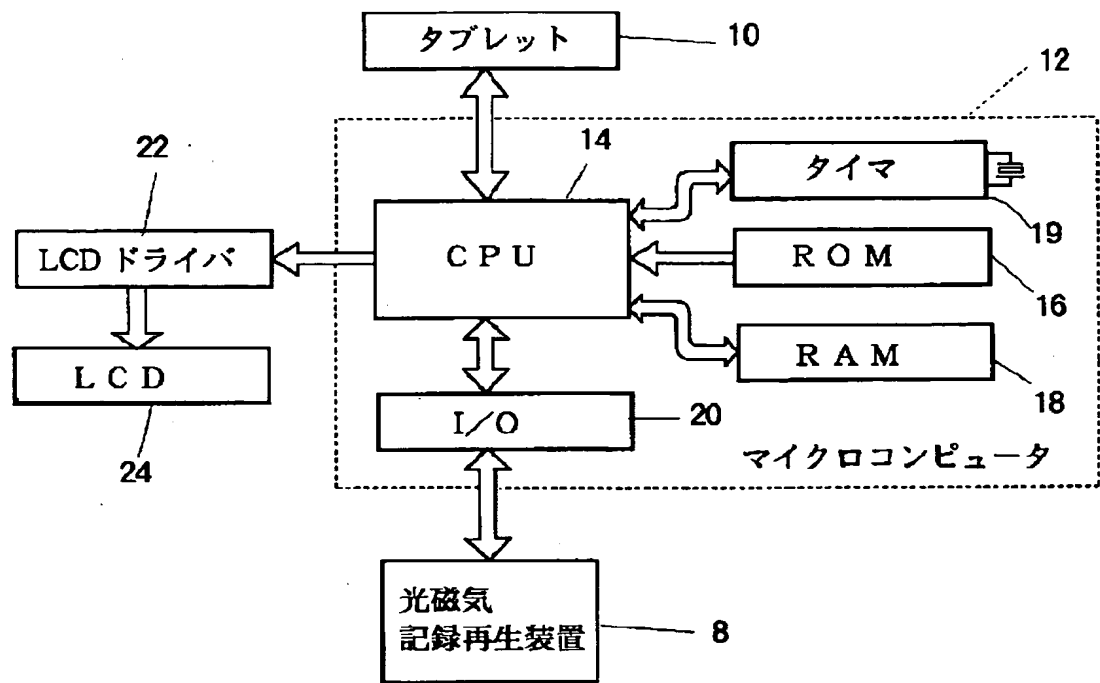 タブレット
10
12
22
14
タイマ
19
LCD ドライバ
CPU
ROM
16
LCD
RAM
18
24
I/O
20
マイクロコンピュータ
光磁気
記録再生装置
8